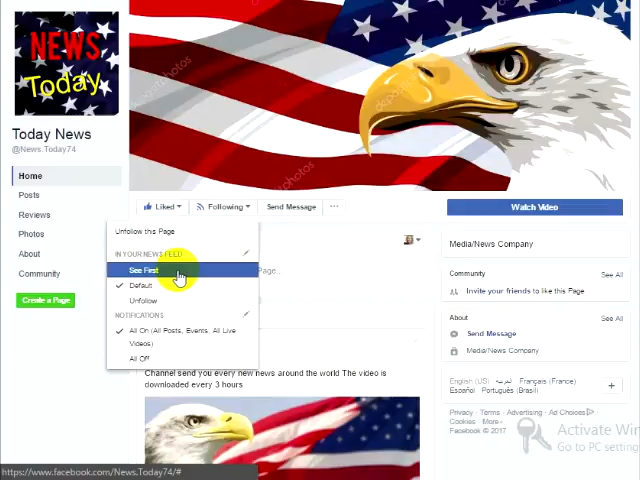 NEWS
Today
depositphotos
depositphotos
Today News
@News.Today74
Home
Posts
Reviews
Photos
About
Community
Create a Page
Liked
Following
Send Message
...
Watch Video
Unfollow this Page
IN YOUR NEWS FEED
See First
Default
Unfollow
NOTIFICATIONS
All On (All Posts, Events, All Live
Videos)
All Off
Page..
Channel send you every new news around the world The video is
downloaded every 3 hours
Media/News Company
Community
See All
Invite your friends to like this Page
About
See All
Send Message
Media/News Company
English (US) · العربية · Français (France)
Español · Português (Brasil)
+
Privacy · Terms · Advertising · Ad Choices
Cookies · More
Facebook © 2017
Activate Win
Go to PC setting
https://www.facebook.com/News.Today74/#